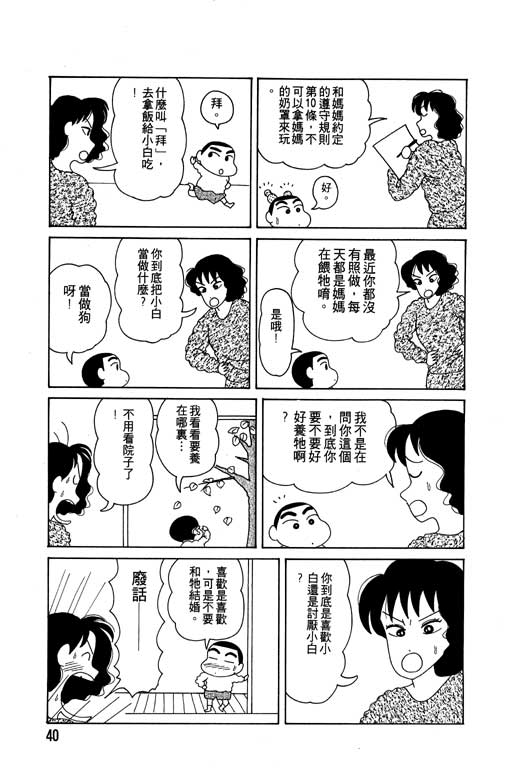 和媽媽約定
的遵守規則
第10條，不
可以拿媽媽
的奶罩來玩
。
好。
拜。
什麼叫「拜」，
去拿飯給小白吃
！
最近你都沒
有照做，每
天都是媽媽
在餵牠唷。
是哦！
你到底把小白
當做什麼？
當做狗
呀！
我不是在
問你這個
，到底你
要不要好
好養牠啊
？
我看看要養
在哪裏…
不用看院子了
！
你到底是喜歡小
白還是討厭小白
？
喜歡是喜歡
，可是不要
和牠結婚。
廢話
40